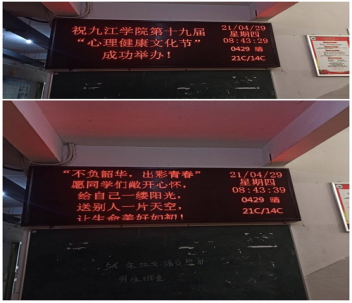 祝九江学院第十九届
“心理健康文化节”
成功举办！
21/04/29
星期四
08:43:29
0429 晴
21C/14C
“不负韶华，出彩青春”
愿同学们敞开心怀，
给自己一缕阳光，
送别人一片天空，
让生命美好如初！
21/04/29
星期四
08:43:39
0429 晴
21C/14C